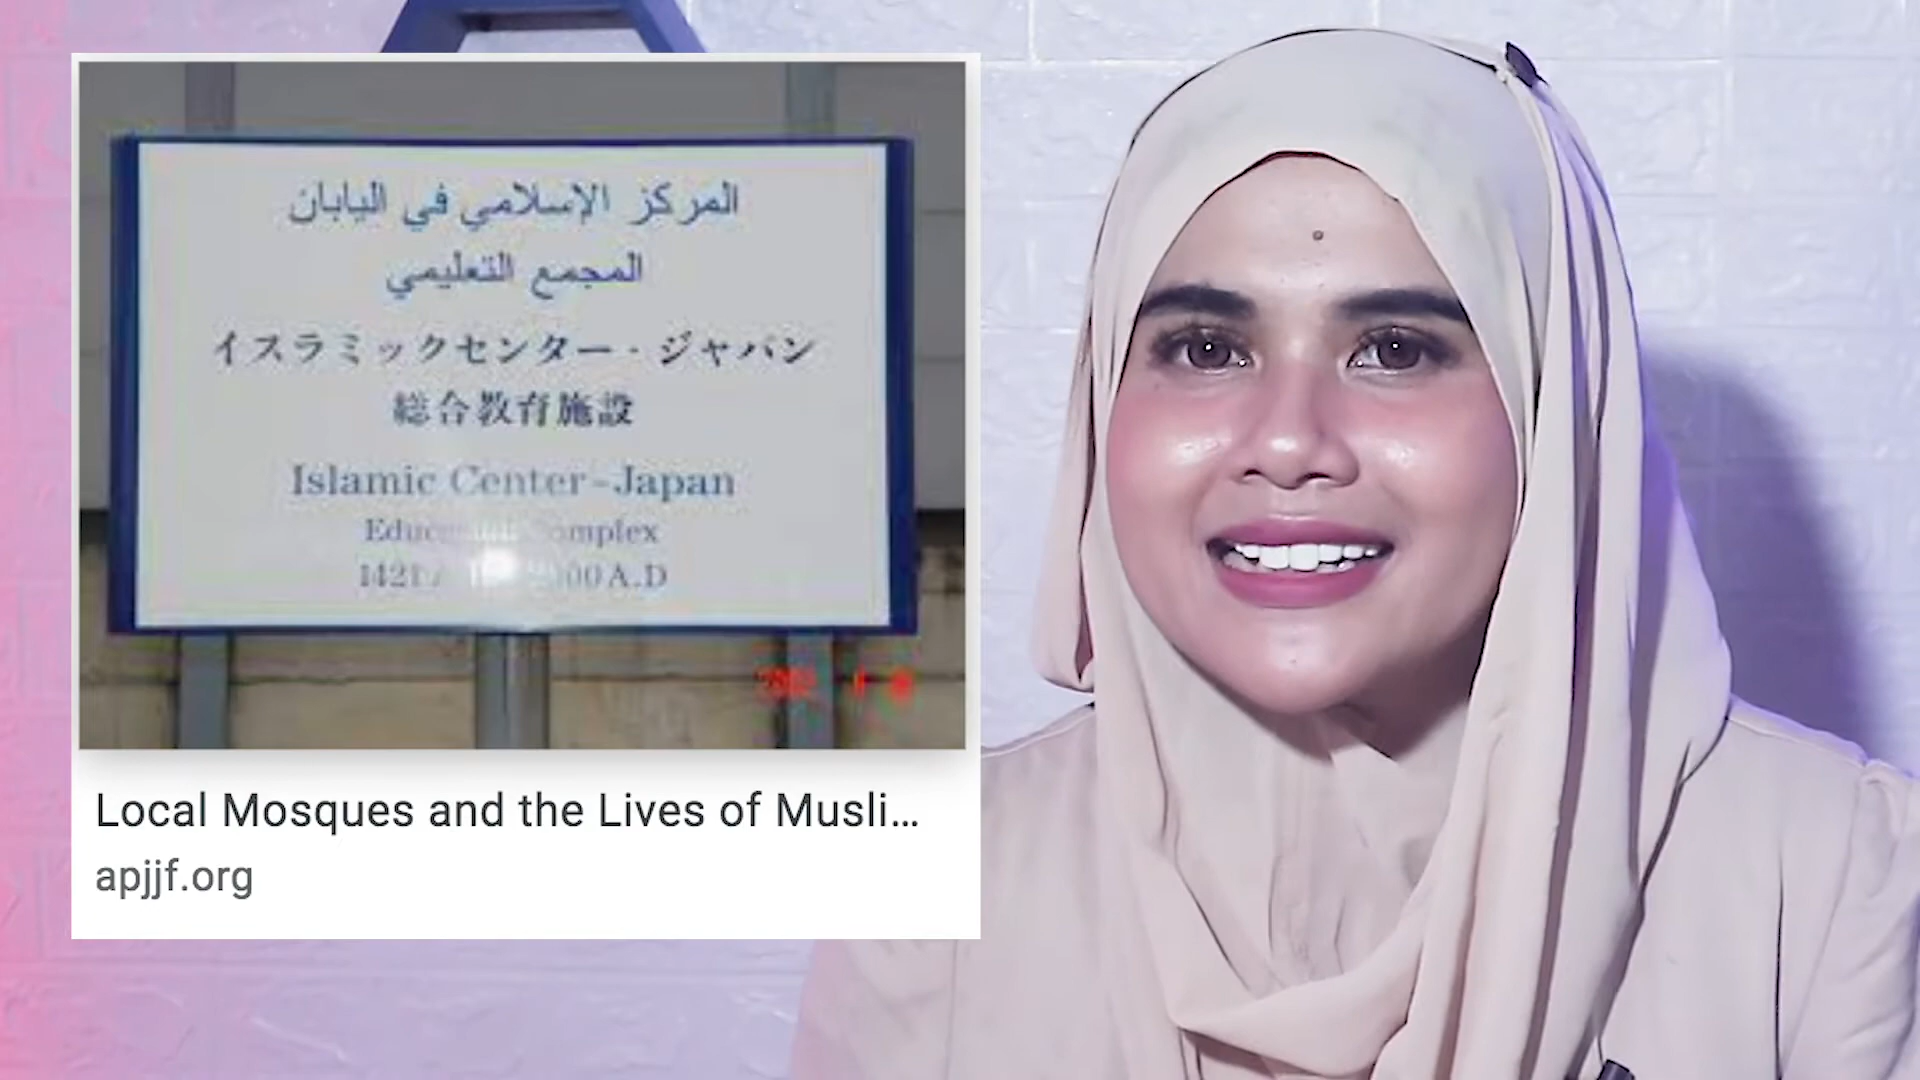 المركز الإسلامي في اليابان
المجمع التعليمي
イスラミックセンター・ジャパン
総合教育施設
Islamic Center-Japan
1421 A.D
Local Mosques and the Lives of Musli...
apjjf.org